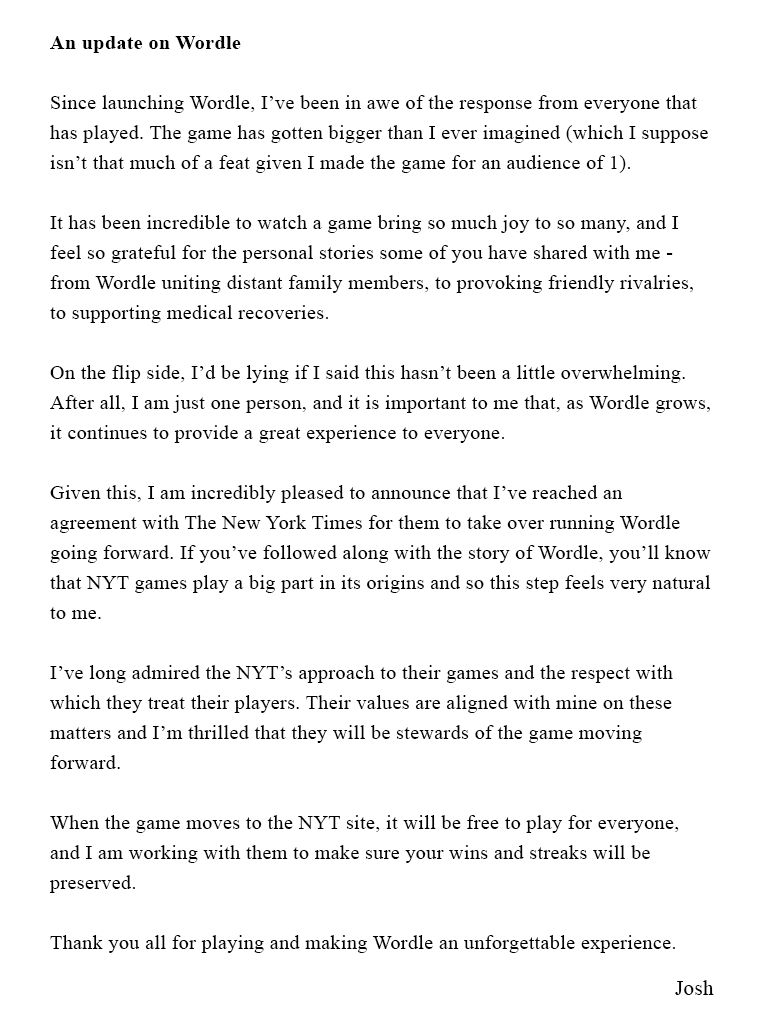 An update on Wordle
Since launching Wordle, I’ve been in awe of the response from everyone that
has played. The game has gotten bigger than I ever imagined (which I suppose
isn’t that much of a feat given I made the game for an audience of 1).
It has been incredible to watch a game bring so much joy to so many, and I
feel so grateful for the personal stories some of you have shared with me -
from Wordle uniting distant family members, to provoking friendly rivalries,
to supporting medical recoveries.
On the flip side, I’d be lying if I said this hasn’t been a little overwhelming.
After all, I am just one person, and it is important to me that, as Wordle grows,
it continues to provide a great experience to everyone.
Given this, I am incredibly pleased to announce that I’ve reached an
agreement with The New York Times for them to take over running Wordle
going forward. If you’ve followed along with the story of Wordle, you’ll know
that NYT games play a big part in its origins and so this step feels very natural
to me.
I’ve long admired the NYT’s approach to their games and the respect with
which they treat their players. Their values are aligned with mine on these
matters and I’m thrilled that they will be stewards of the game moving
forward.
When the game moves to the NYT site, it will be free to play for everyone,
and I am working with them to make sure your wins and streaks will be
preserved.
Thank you all for playing and making Wordle an unforgettable experience.
Josh